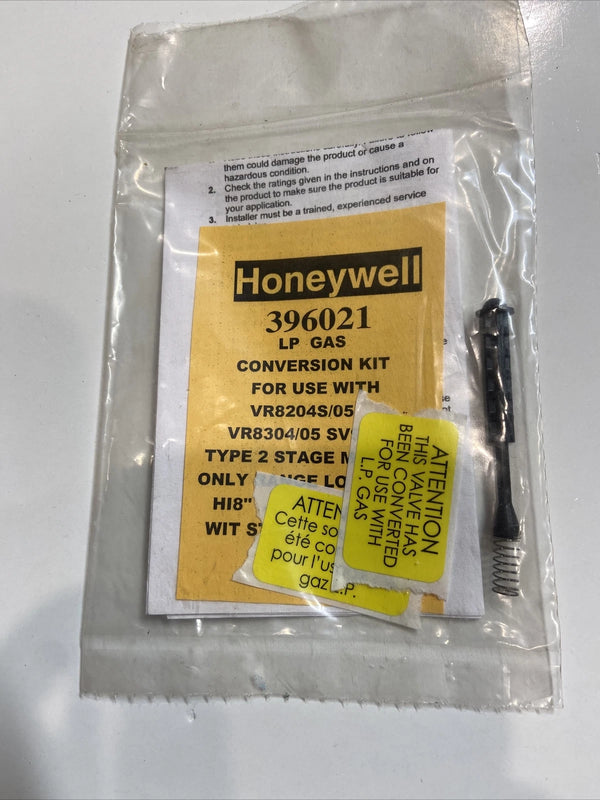 them could damage the product or cause a
hazardous condition.
2. Check the ratings given in the instructions and on
the product to make sure the product is suitable for
your application.
3. Installer must be a trained, experienced service
Honeywell
396021
LP GAS
CONVERSION KIT
FOR USE WITH
VR8204S/05
VR8304/05 SV
TYPE 2 STAGE M
ONLY
HI8"
WIT
ATTENTION
THIS VALVE HAS
BEEN CONVERTED
FOR USE WITH
L.P. GAS
ATTEN
Cette so
été co
pour l'us
gaz P.